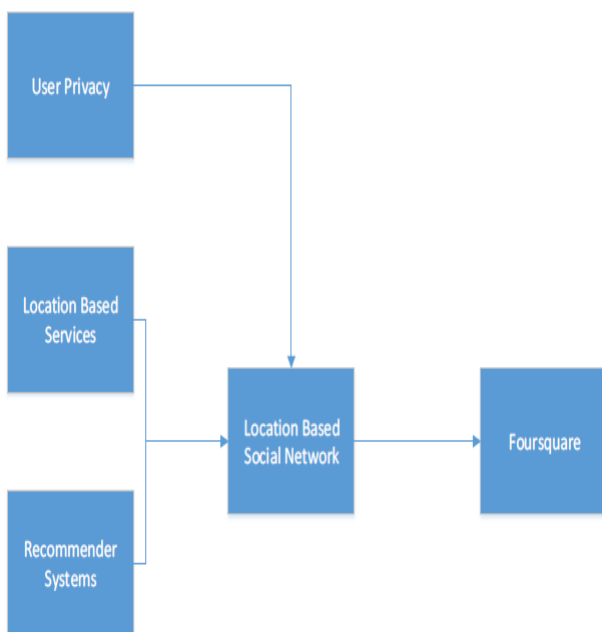 User Privacy
Location Based
Services
Location Based
Social Network
Foursquare
Recommender
Systems